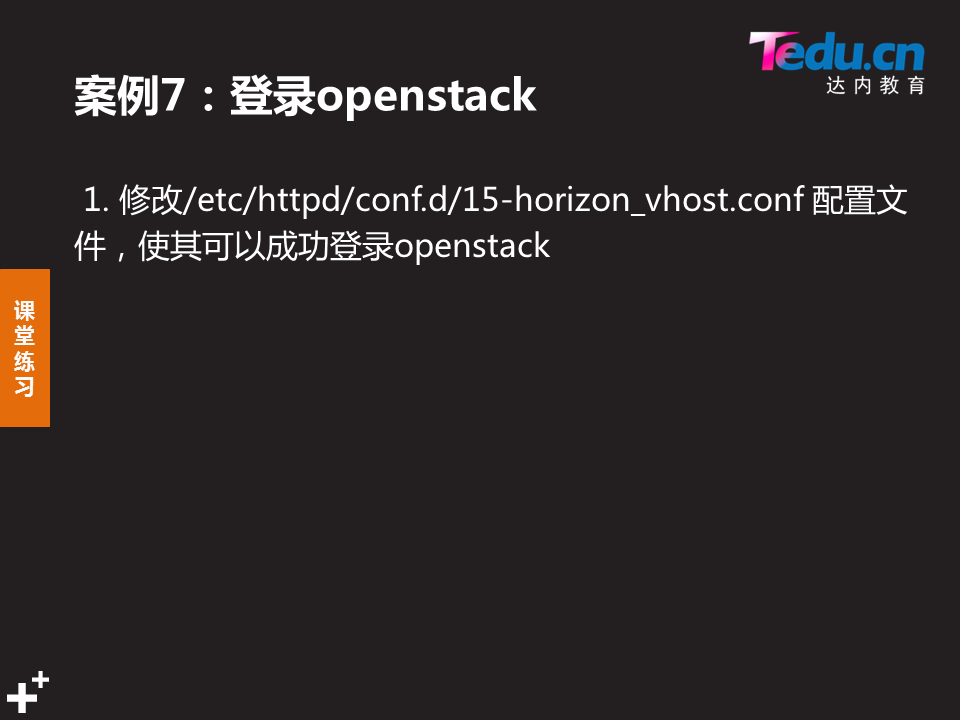 Tedu.cn
达内教育
案例7：登录openstack
1. 修改/etc/httpd/conf.d/15-horizon_vhost.conf 配置文
件，使其可以成功登录openstack
课
堂
练
习